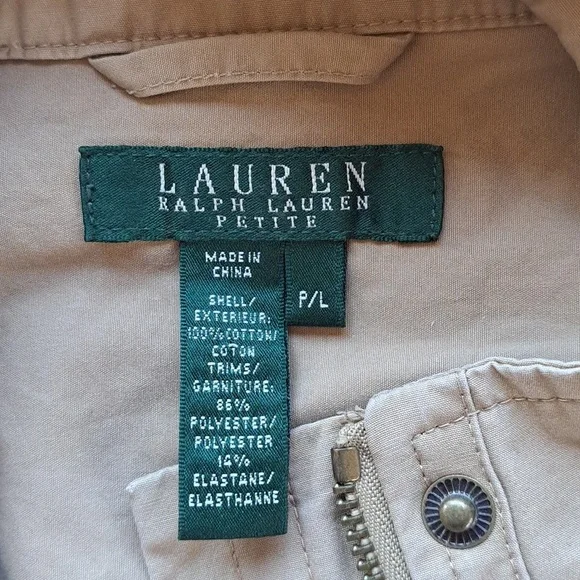 LAUREN
RALPH LAUREN
PETITE
MADE IN
CHINA
P/L
SHELL/
EXTERIEUR:
100% COTTON/
COTON
TRIMS/
GARNITURE:
86%
POLYESTER/
POLYESTER
14%
ELASTANE/
ELASTHANNE